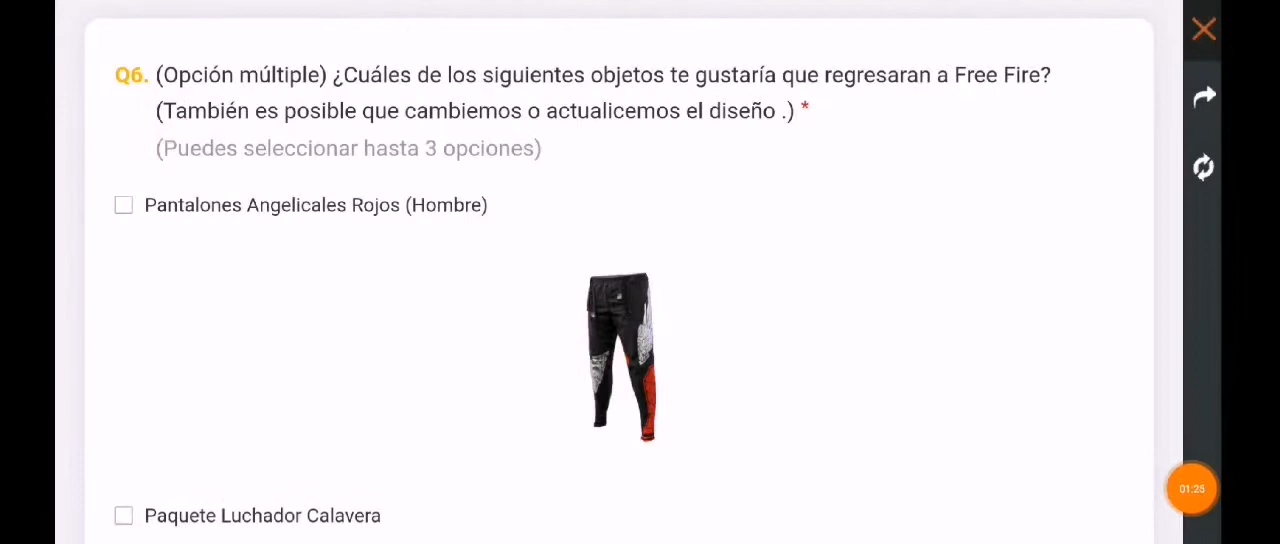 Q6. (Opción múltiple) ¿Cuáles de los siguientes objetos te gustaría que regresaran a Free Fire?
(También es posible que cambiemos o actualicemos el diseño .) *
(Puedes seleccionar hasta 3 opciones)
Pantalones Angelicales Rojos (Hombre)
01:25
Paquete Luchador Calavera